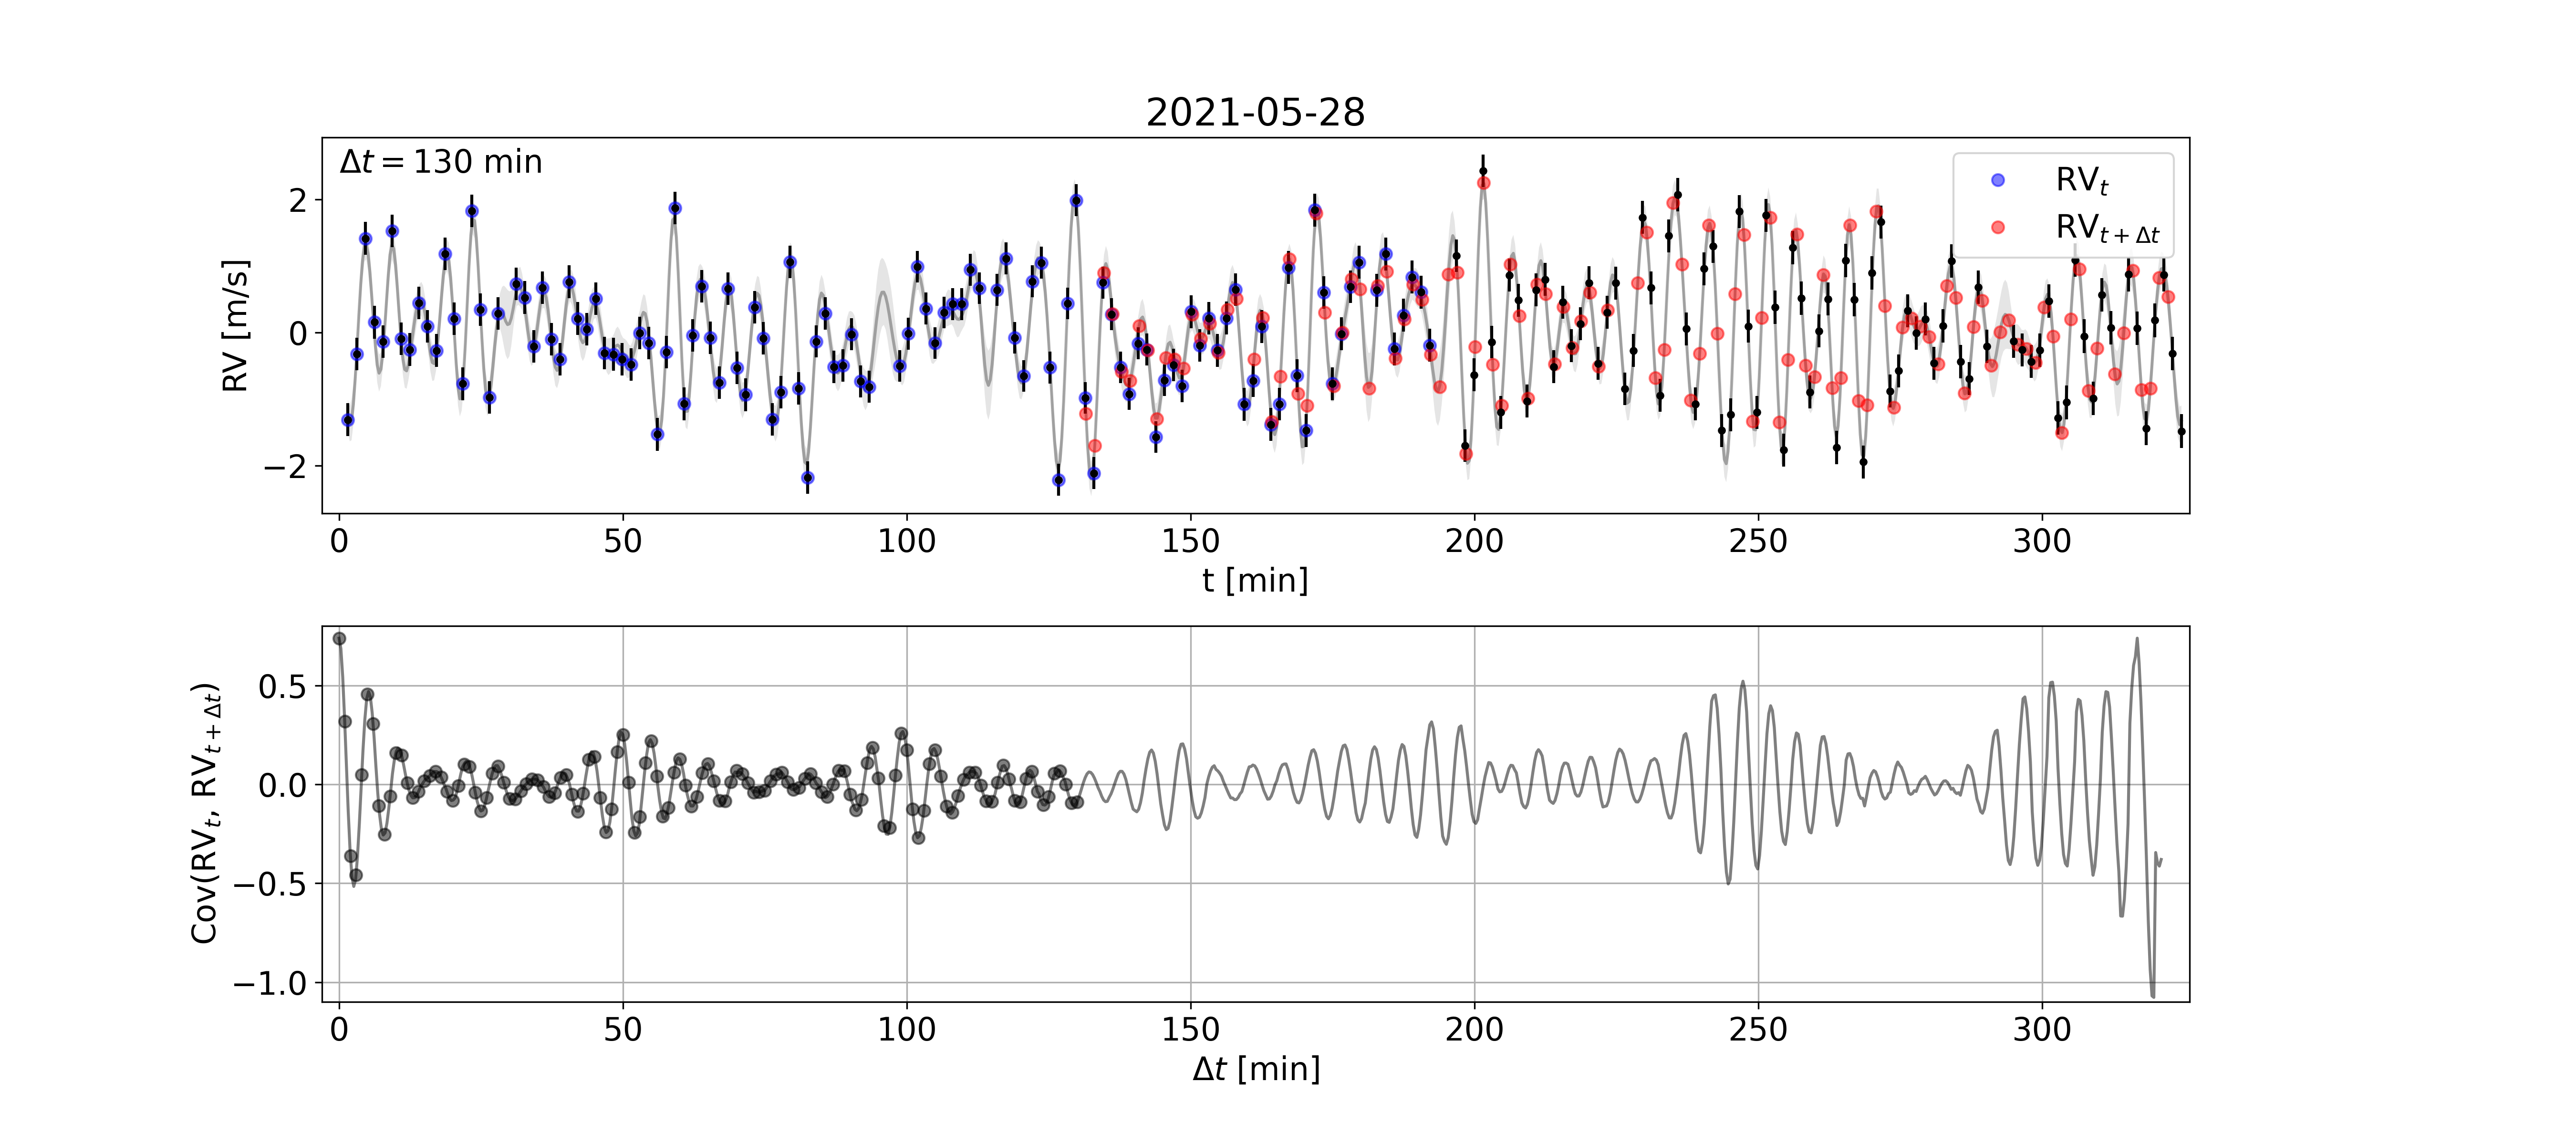 2021-05-28
Δt = 130 min
RV_t
RV_{t+Δt}
RV [m/s]
2
0
−2
0 50 100 150 200 250 300
t [min]
Cov(RV_t, RV_{t+Δt})
0.5
0.0
−0.5
−1.0
0 50 100 150 200 250 300
Δt [min]